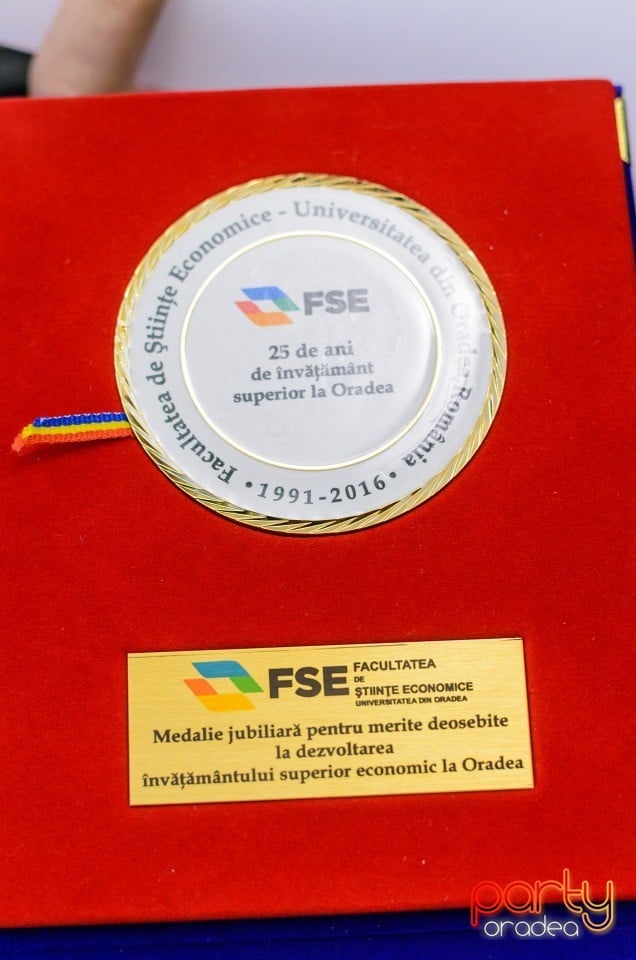 Facultatea de Științe Economice - Universitatea din Oradea România
FSE
25 de ani
de învățământ
superior la Oradea
• 1991-2016 •
FSE FACULTATEA
DE
ŞTIINŢE ECONOMICE
UNIVERSITATEA DIN ORADEA
Medalie jubiliară pentru merite deosebite
la dezvoltarea
învățământului superior economic la Oradea
party
oradea